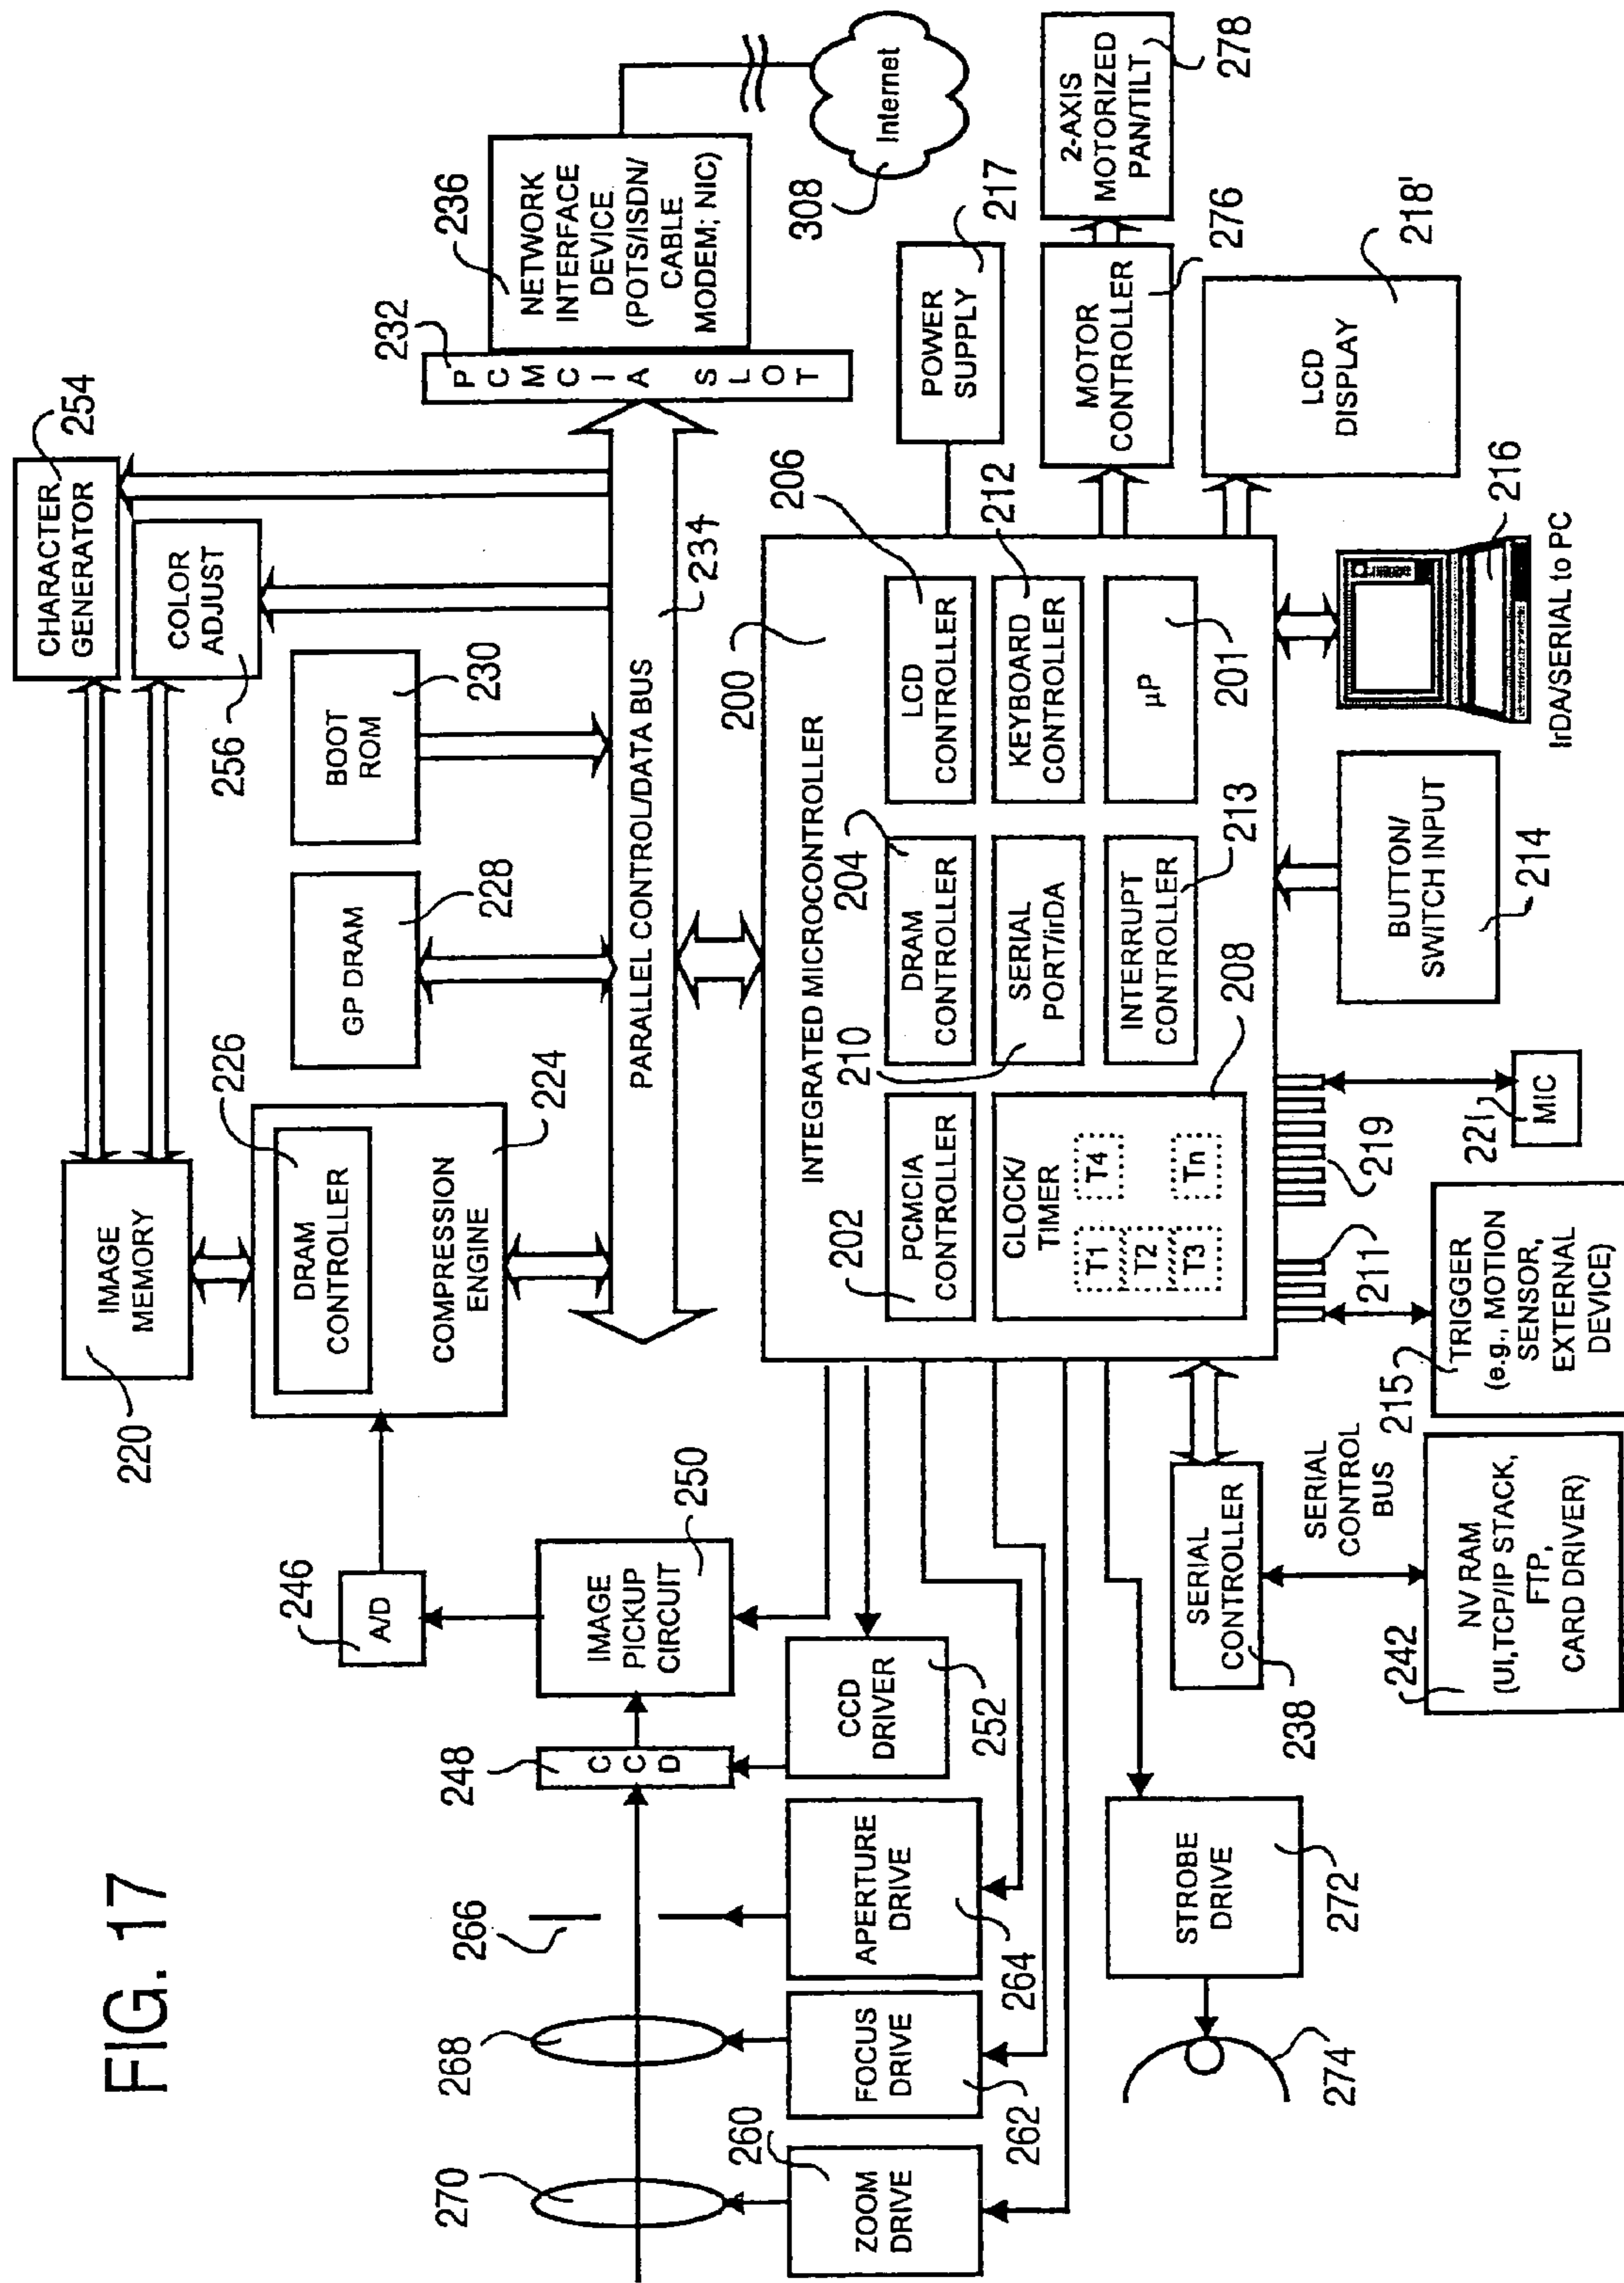 FIG. 17
270
268
266
248
CCD
246
A/D
250
IMAGE
PICKUP
CIRCUIT
220
IMAGE
MEMORY
226
DRAM
CONTROLLER
COMPRESSION
ENGINE
224
GP DRAM
228
BOOT
ROM
230
256
COLOR
ADJUST
CHARACTER
GENERATOR
254
232
PCMCIA SLOT
236
NETWORK
INTERFACE
DEVICE
(POTS/ISDN/
CABLE
MODEM; NIC)
Internet
308
PARALLEL CONTROL/DATA BUS
234
260
ZOOM
DRIVE
FOCUS
DRIVE
262
APERTURE
DRIVE
264
CCD
DRIVER
252
STROBE
DRIVE
272
274
INTEGRATED MICROCONTROLLER
200
202
PCMCIA
CONTROLLER
204
DRAM
CONTROLLER
LCD
CONTROLLER
206
CLOCK/
TIMER
T1
T2
T3
T4
Tn
208
210
SERIAL
PORT/irDA
KEYBOARD
CONTROLLER
212
INTERRUPT
CONTROLLER
213
µP
201
POWER
SUPPLY
217
MOTOR
CONTROLLER
276
2-AXIS
MOTORIZED
PAN/TILT
278
LCD
DISPLAY
218'
SERIAL
CONTROLLER
238
SERIAL
CONTROL
BUS
242
NV RAM
(UI,TCP/IP STACK,
FTP,
CARD DRIVER)
211
215
TRIGGER
(e.g., MOTION
SENSOR,
EXTERNAL
DEVICE)
219
221
MIC
BUTTON/
SWITCH INPUT
214
216
IrDA/SERIAL to PC